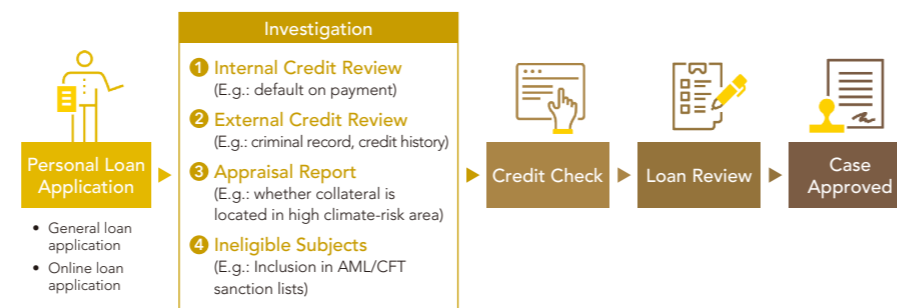 Personal Loan
Application
• General loan
application
• Online loan
application
Investigation
1 Internal Credit Review
(E.g.: default on payment)
2 External Credit Review
(E.g.: criminal record, credit history)
3 Appraisal Report
(E.g.: whether collateral is
located in high climate-risk area)
4 Ineligible Subjects
(E.g.: Inclusion in AML/CFT
sanction lists)
Credit Check
Loan Review
Case
Approved